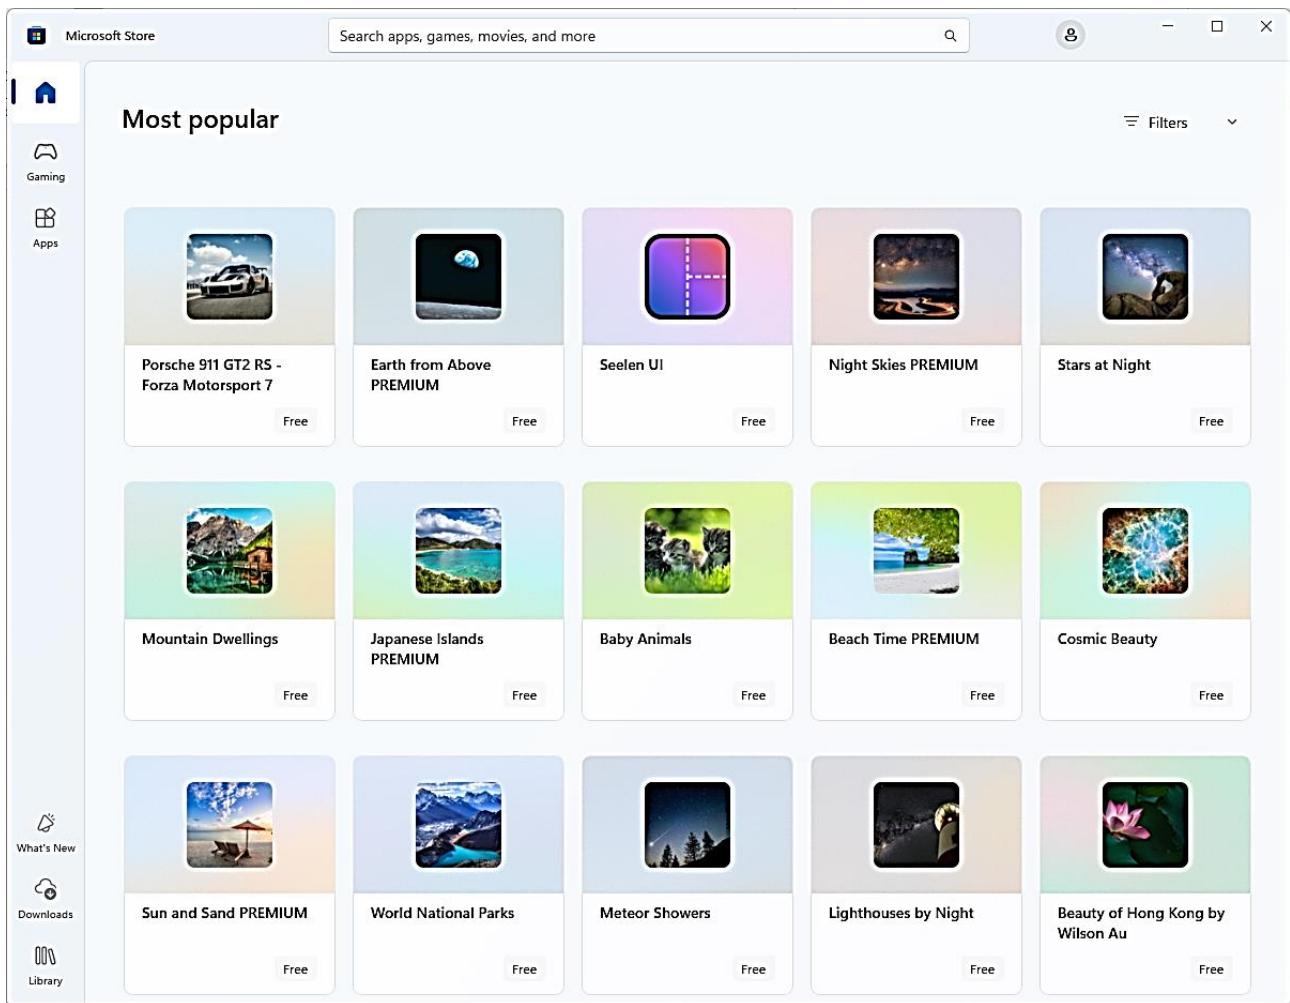 Microsoft Store
Search apps, games, movies, and more
Most popular
Filters
Gaming
Apps
Porsche 911 GT2 RS -
Forza Motorsport 7
Free
Earth from Above
PREMIUM
Free
Seelen UI
Free
Night Skies PREMIUM
Free
Stars at Night
Free
Mountain Dwellings
Free
Japanese Islands
PREMIUM
Free
Baby Animals
Free
Beach Time PREMIUM
Free
Cosmic Beauty
Free
Sun and Sand PREMIUM
Free
World National Parks
Free
Meteor Showers
Free
Lighthouses by Night
Free
Beauty of Hong Kong by
Wilson Au
Free
What's New
Downloads
Library